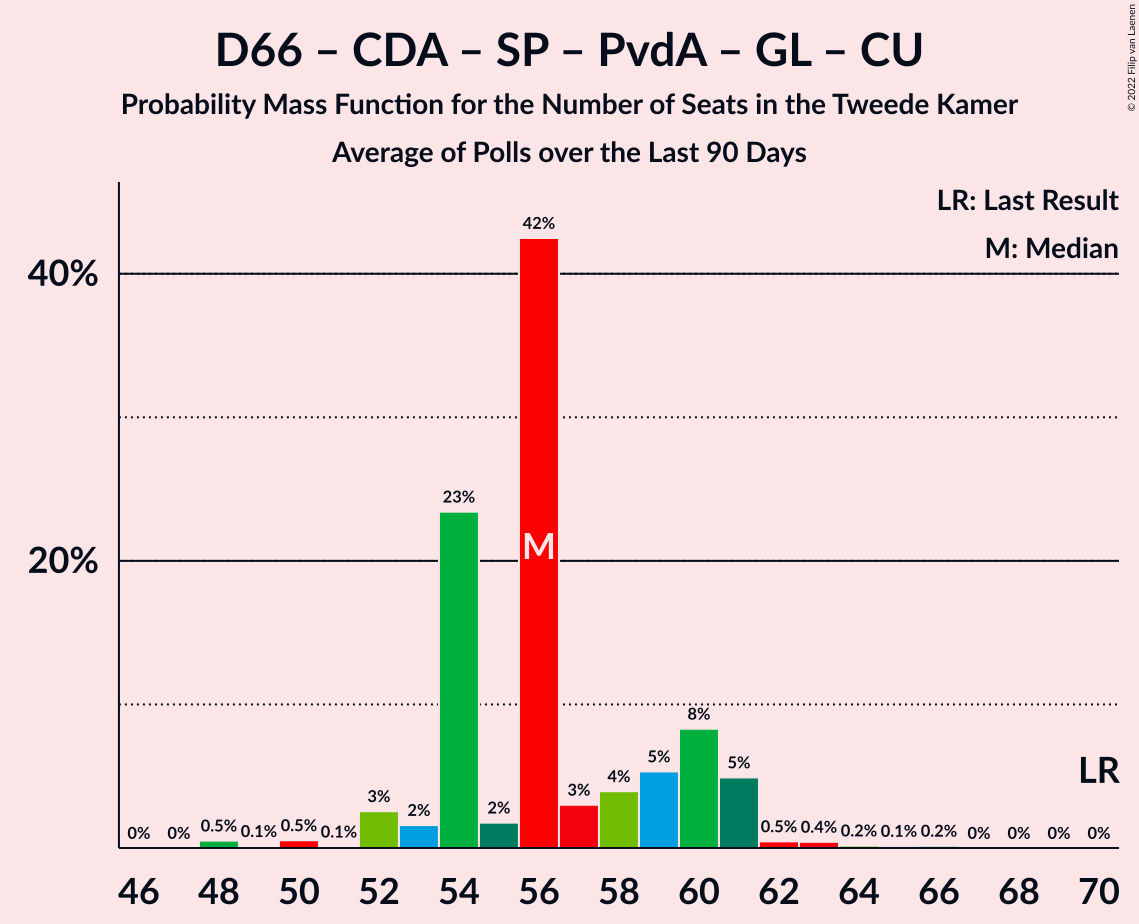 D66 – CDA – SP – PvdA – GL – CU
Probability Mass Function for the Number of Seats in the Tweede Kamer
Average of Polls over the Last 90 Days
© 2022 Filip van Laenen
LR: Last Result
M: Median
42%
40%
23%
M
20%
8%
5%
5%
LR
4%
3%
3%
2%
2%
0% 0% 0.5% 0.1% 0.5% 0.1% 0.5% 0.4% 0.2% 0.1% 0.2% 0% 0% 0% 0%
46 48 50 52 54 56 58 60 62 64 66 68 70